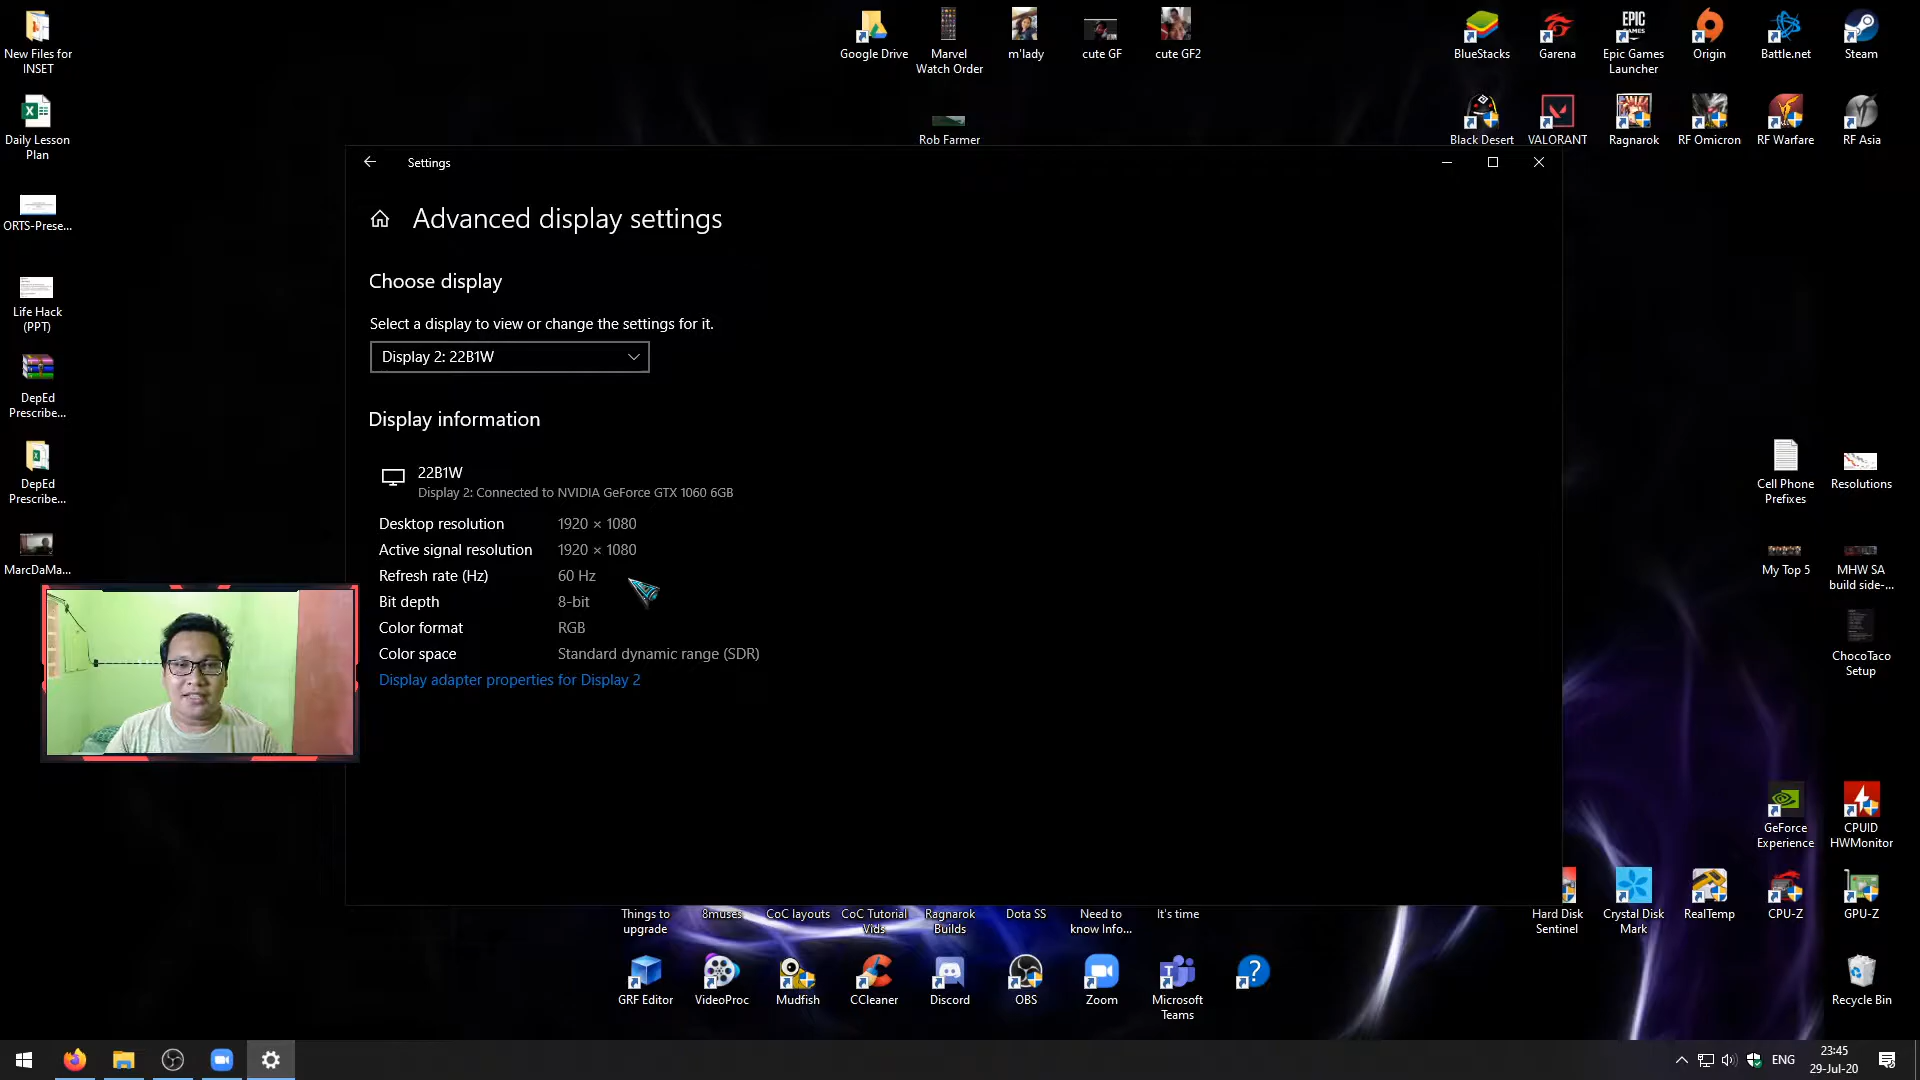 New Files for
INSET
Google Drive
Marvel
Watch Order
m'lady
cute GF
cute GF2
BlueStacks
Garena
EPIC
GAMES
Epic Games
Launcher
Origin
Battle.net
Steam
Daily Lesson
Plan
Rob Farmer
Black Desert
VALORANT
Ragnarok
RF Omicron
RF Warfare
RF Asia
ORTS-Prese...
Life Hack
(PPT)
DepEd
Prescribe...
DepEd
Prescribe...
MarcDaMa...
Settings
Advanced display settings
Choose display
Select a display to view or change the settings for it.
Display 2: 22B1W
Display information
22B1W
Display 2: Connected to NVIDIA GeForce GTX 1060 6GB
Desktop resolution 1920 × 1080
Active signal resolution 1920 × 1080
Refresh rate (Hz) 60 Hz
Bit depth 8-bit
Color format RGB
Color space Standard dynamic range (SDR)
Display adapter properties for Display 2
Cell Phone
Prefixes
Resolutions
My Top 5
MHW SA
build side-...
ChocoTaco
Setup
GeForce
Experience
CPUID
HWMonitor
Things to
upgrade
8muses
CoC layouts
CoC Tutorial
Vids
Ragnarok
Builds
Dota SS
Need to
know Info...
It's time
Hard Disk
Sentinel
Crystal Disk
Mark
RealTemp
CPU-Z
GPU-Z
GRF Editor
VideoProc
Mudfish
CCleaner
Discord
OBS
Zoom
Microsoft
Teams
Recycle Bin
ENG
23:45
29-Jul-20